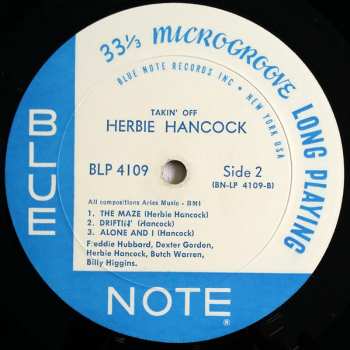 33 1/3 MICROGROOVE LONG PLAYING
BLUE NOTE RECORDS INC • NEW YORK USA
TAKIN' OFF
HERBIE HANCOCK
BLP 4109
Side 2
(BN-LP 4109-B)
All compositions Aries Music - BMI
1. THE MAZE (Herbie Hancock)
2. (Hancock)
3. ALONE AND I (Hancock)
Freddie Hubbard, Dexter Gordon,
Herbie Hancock, Butch Warren,
Billy Higgins.
BLUE
NOTE ®